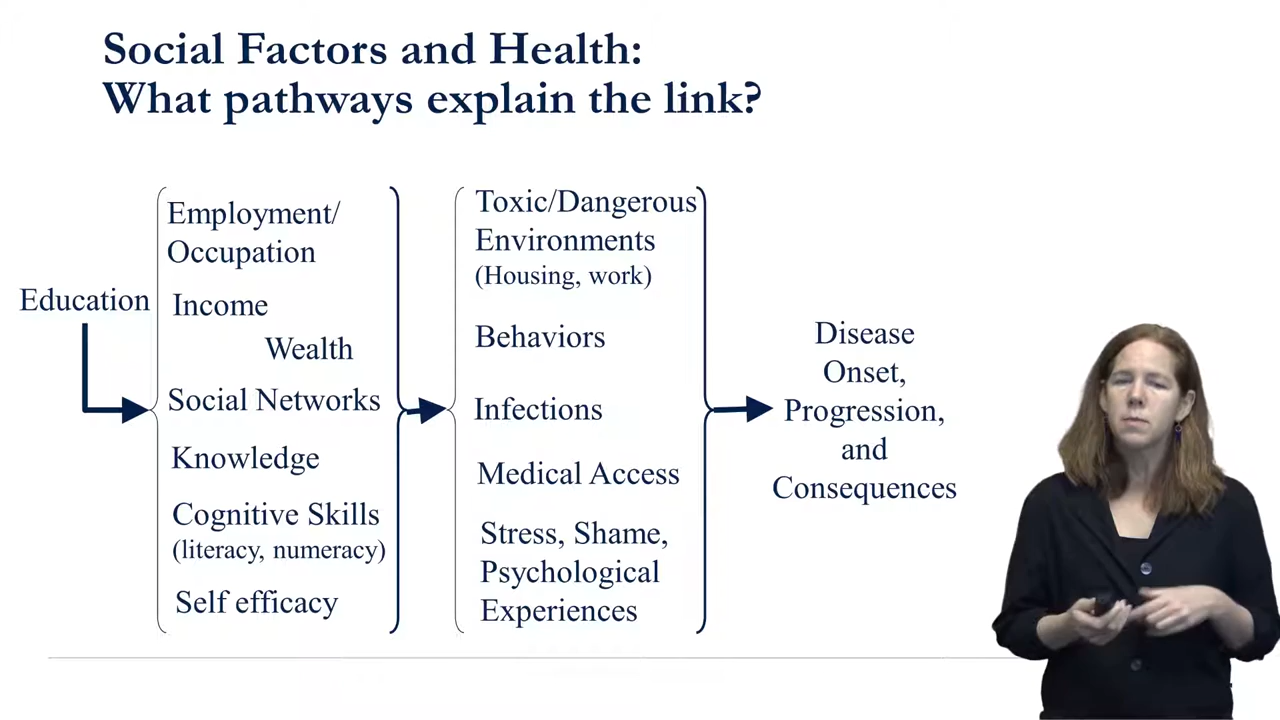 Social Factors and Health:
What pathways explain the link?
Education
Employment/
Occupation
Income
Wealth
Social Networks
Knowledge
Cognitive Skills
(literacy, numeracy)
Self efficacy
Toxic/Dangerous
Environments
(Housing, work)
Behaviors
Infections
Medical Access
Stress, Shame,
Psychological
Experiences
Disease
Onset,
Progression,
and
Consequences